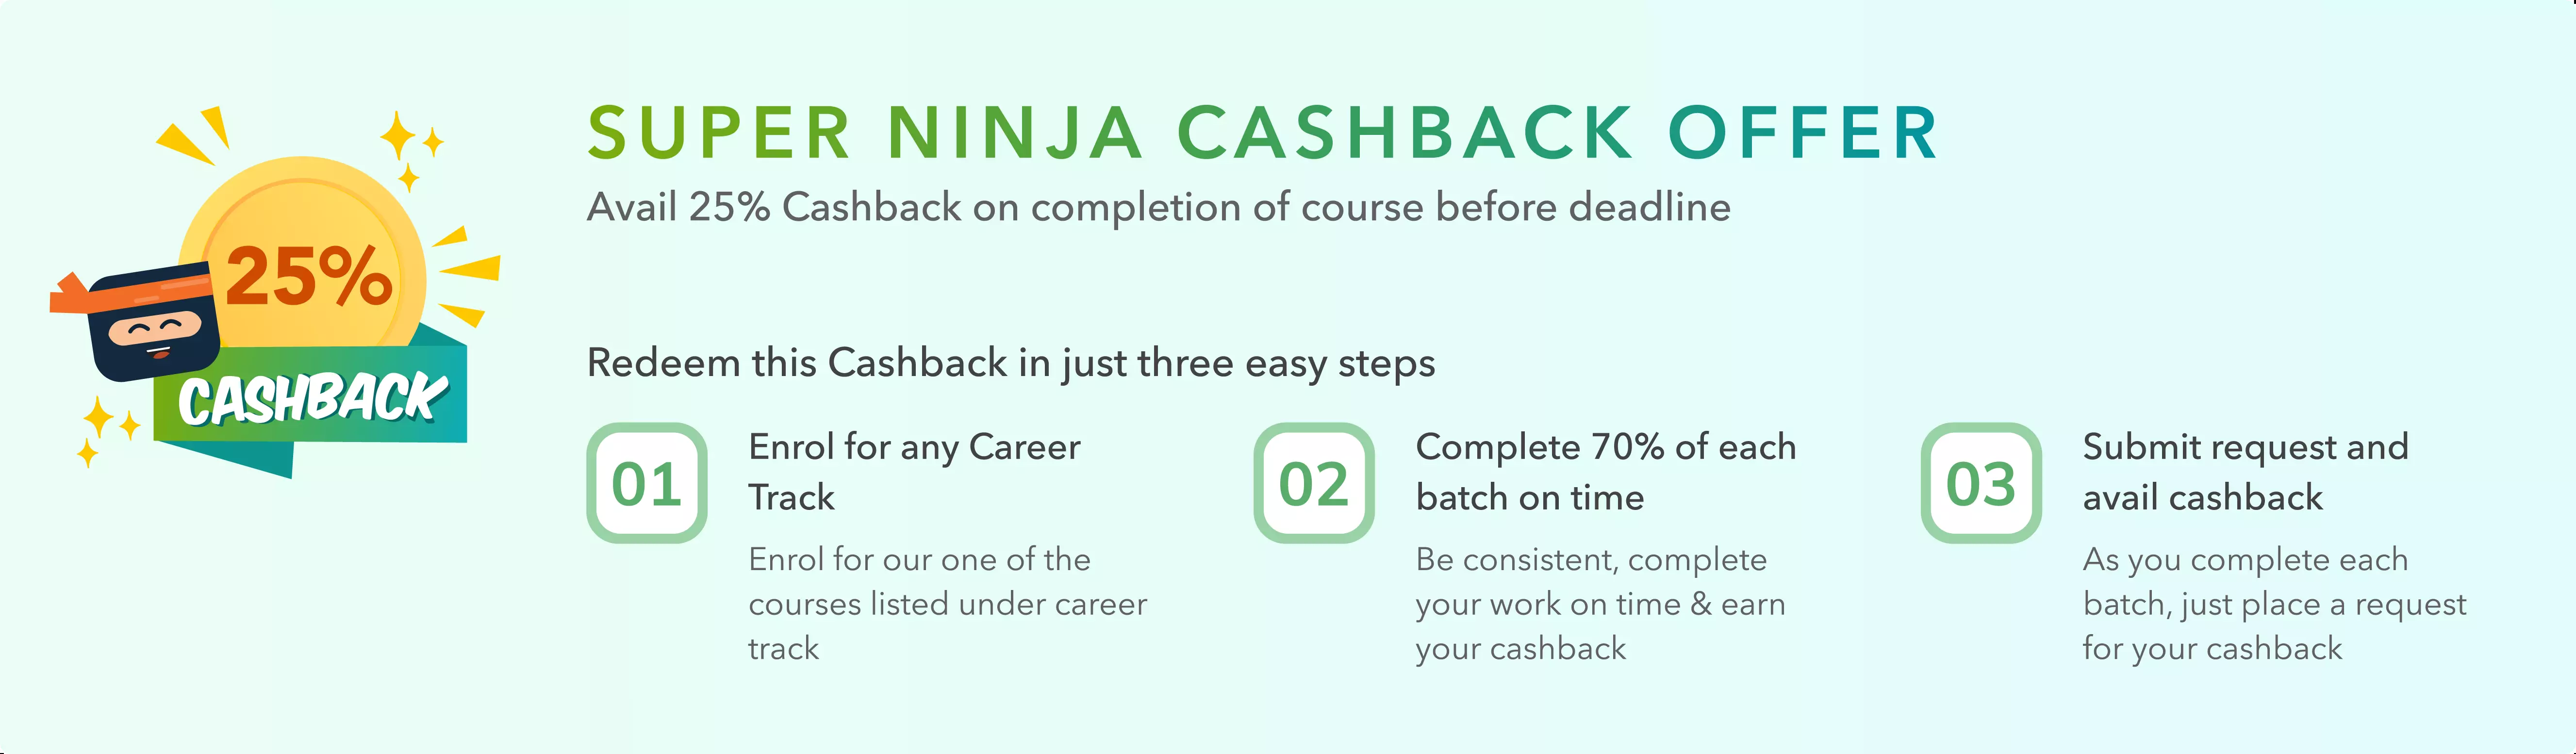 25%
CASHBACK
SUPER NINJA CASHBACK OFFER
Avail 25% Cashback on completion of course before deadline
Redeem this Cashback in just three easy steps
01
Enrol for any Career
Track
Enrol for our one of the
courses listed under career
track
02
Complete 70% of each
batch on time
Be consistent, complete
your work on time & earn
your cashback
03
Submit request and
avail cashback
As you complete each
batch, just place a request
for your cashback